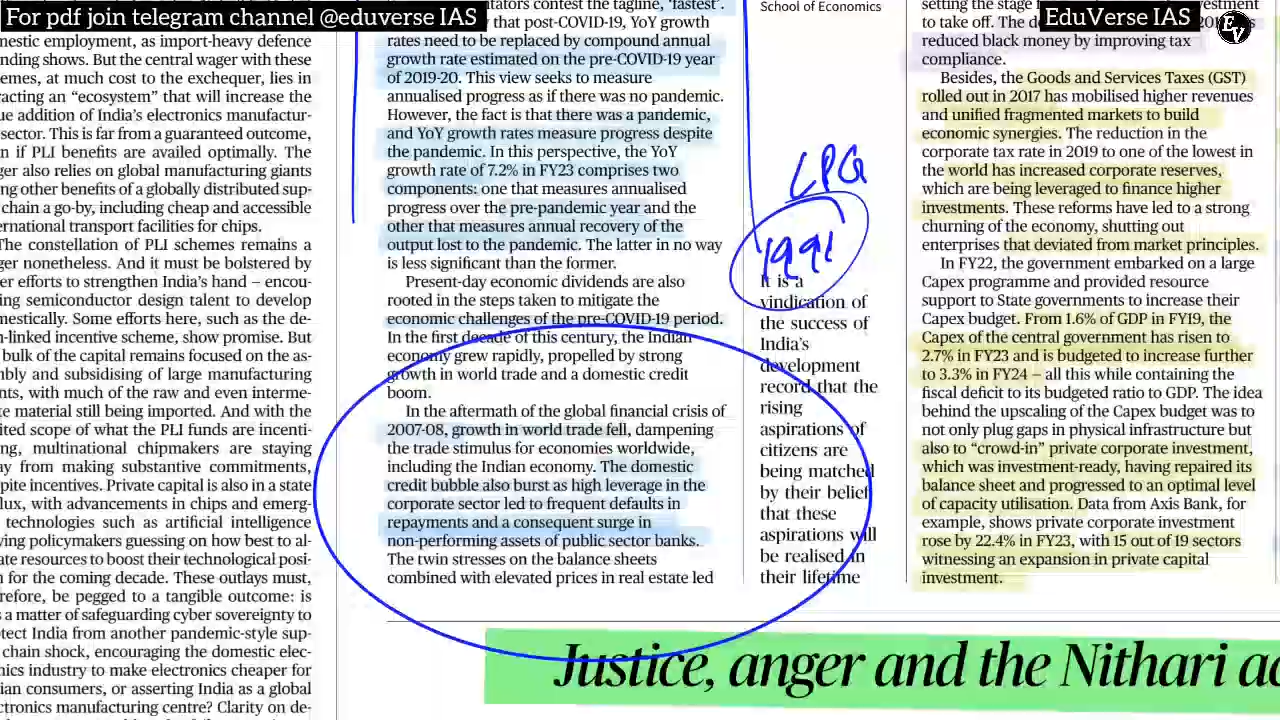 For pdf join telegram channel @eduverse IAS
EduVerse IAS
mestic employment, as import-heavy defence
nding shows. But the central wager with these
emes, at much cost to the exchequer, lies in
racting an “ecosystem” that will increase the
ue addition of India’s electronics manufactur-
sector. This is far from a guaranteed outcome,
n if PLI benefits are availed optimally. The
ger also relies on global manufacturing giants
ng other benefits of a globally distributed sup-
chain a go-by, including cheap and accessible
ernational transport facilities for chips.
The constellation of PLI schemes remains a
ger nonetheless. And it must be bolstered by
er efforts to strengthen India’s hand – encou-
ing semiconductor design talent to develop
mestically. Some efforts here, such as the de-
n-linked incentive scheme, show promise. But
bulk of the capital remains focused on the as-
mbly and subsidising of large manufacturing
nts, with much of the raw and even interme-
te material still being imported. And with the
ited scope of what the PLI funds are incenti-
ng, multinational chipmakers are staying
ay from making substantive commitments,
pite incentives. Private capital is also in a state
lux, with advancements in chips and emerg-
technologies such as artificial intelligence
ving policymakers guessing on how best to al-
ate resources to boost their technological posi-
n for the coming decade. These outlays must,
refore, be pegged to a tangible outcome: is
s a matter of safeguarding cyber sovereignty to
tect India from another pandemic-style sup-
chain shock, encouraging the domestic elec-
nics industry to make electronics cheaper for
ian consumers, or asserting India as a global
ctronics manufacturing centre? Clarity on de-
ntators contest the tagline, ‘fastest’.
y that post-COVID-19, YoY growth
rates need to be replaced by compound annual
growth rate estimated on the pre-COVID-19 year
of 2019-20. This view seeks to measure
annualised progress as if there was no pandemic.
However, the fact is that there was a pandemic,
and YoY growth rates measure progress despite
the pandemic. In this perspective, the YoY
growth rate of 7.2% in FY23 comprises two
components: one that measures annualised
progress over the pre-pandemic year and the
other that measures annual recovery of the
output lost to the pandemic. The latter in no way
is less significant than the former.
Present-day economic dividends are also
rooted in the steps taken to mitigate the
economic challenges of the pre-COVID-19 period.
In the first decade of this century, the Indian
economy grew rapidly, propelled by strong
growth in world trade and a domestic credit
boom.
In the aftermath of the global financial crisis of
2007-08, growth in world trade fell, dampening
the trade stimulus for economies worldwide,
including the Indian economy. The domestic
credit bubble also burst as high leverage in the
corporate sector led to frequent defaults in
repayments and a consequent surge in
non-performing assets of public sector banks.
The twin stresses on the balance sheets
combined with elevated prices in real estate led
School of Economics
LPG
1991
It is a
vindication of
the success of
India’s
development
record that the
rising
aspirations of
citizens are
being matched
by their belief
that these
aspirations will
be realised in
their lifetime
setting the stage
to take off. The
reduced black money by improving tax
compliance.
Besides, the Goods and Services Taxes (GST)
rolled out in 2017 has mobilised higher revenues
and unified fragmented markets to build
economic synergies. The reduction in the
corporate tax rate in 2019 to one of the lowest in
the world has increased corporate reserves,
which are being leveraged to finance higher
investments. These reforms have led to a strong
churning of the economy, shutting out
enterprises that deviated from market principles.
In FY22, the government embarked on a large
Capex programme and provided resource
support to State governments to increase their
Capex budget. From 1.6% of GDP in FY19, the
Capex of the central government has risen to
2.7% in FY23 and is budgeted to increase further
to 3.3% in FY24 – all this while containing the
fiscal deficit to its budgeted ratio to GDP. The idea
behind the upscaling of the Capex budget was to
not only plug gaps in physical infrastructure but
also to “crowd-in” private corporate investment,
which was investment-ready, having repaired its
balance sheet and progressed to an optimal level
of capacity utilisation. Data from Axis Bank, for
example, shows private corporate investment
rose by 22.4% in FY23, with 15 out of 19 sectors
witnessing an expansion in private capital
investment.
Justice, anger and the Nithari ac